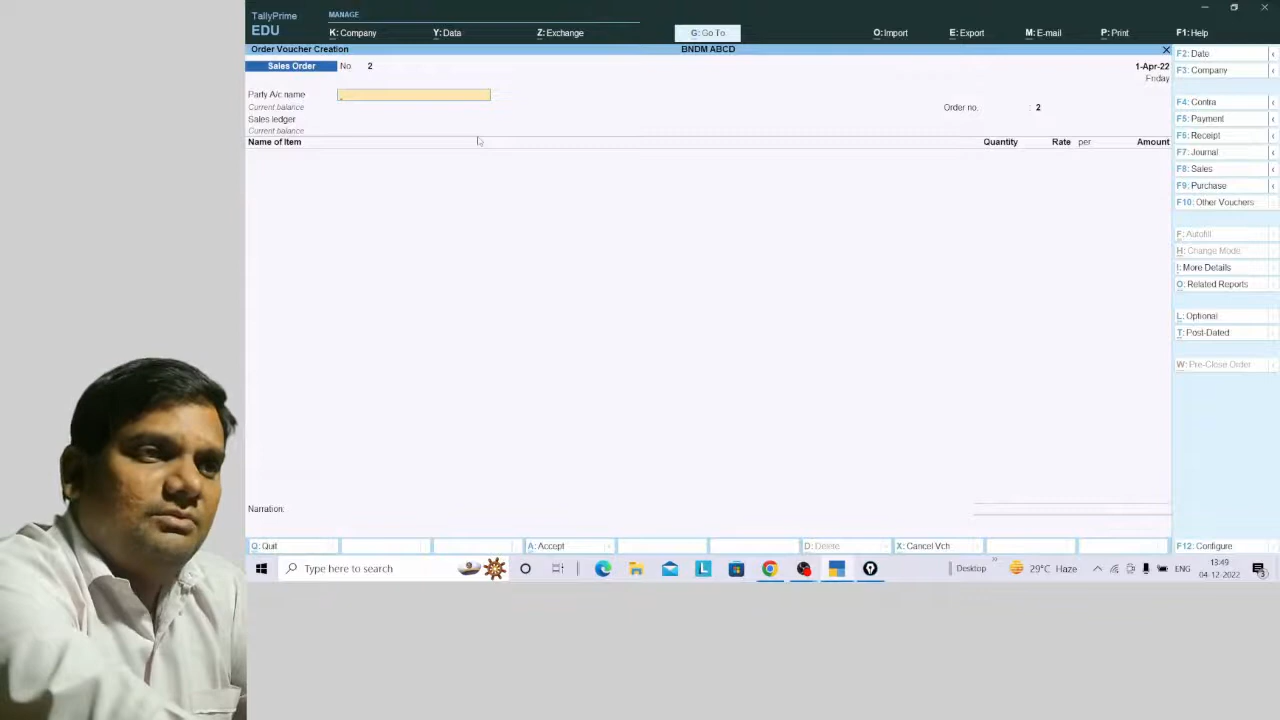 TallyPrime
EDU
MANAGE
K: Company
Y: Data
Z: Exchange
G: Go To
O: Import
E: Export
M: E-mail
P: Print
F1: Help
Order Voucher Creation
BNDM ABCD
Sales Order No 2
1-Apr-22
Friday
Party A/c name
Current balance
Order no. : 2
Sales ledger
Current balance
Name of Item Quantity Rate per Amount
Narration:
F2: Date
F3: Company
F4: Contra
F5: Payment
F6: Receipt
F7: Journal
F8: Sales
F9: Purchase
F10: Other Vouchers
F: Autofill
H: Change Mode
I: More Details
O: Related Reports
L: Optional
T: Post-Dated
W: Pre-Close Order
Q: Quit
A: Accept
D: Delete
X: Cancel Vch
F12: Configure
Type here to search
Desktop
29°C Haze
ENG
13:49
04-12-2022
3